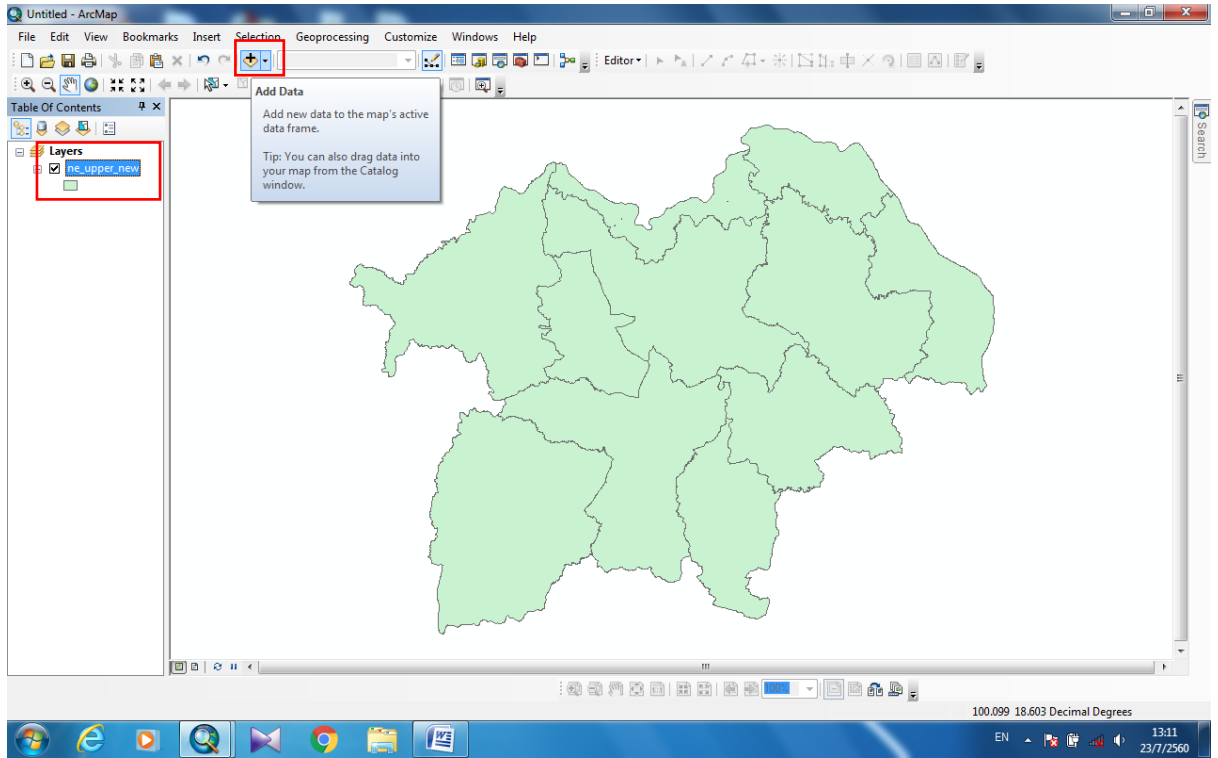 Untitled - ArcMap
File Edit View Bookmarks Insert Selection Geoprocessing Customize Windows Help
Editor
Table Of Contents
Add Data
Add new data to the map's active
data frame.
Tip: You can also drag data into
your map from the Catalog
window.
Layers
ne_upper_new
Search
100%
100.099 18.603 Decimal Degrees
EN
13:11
23/7/2560